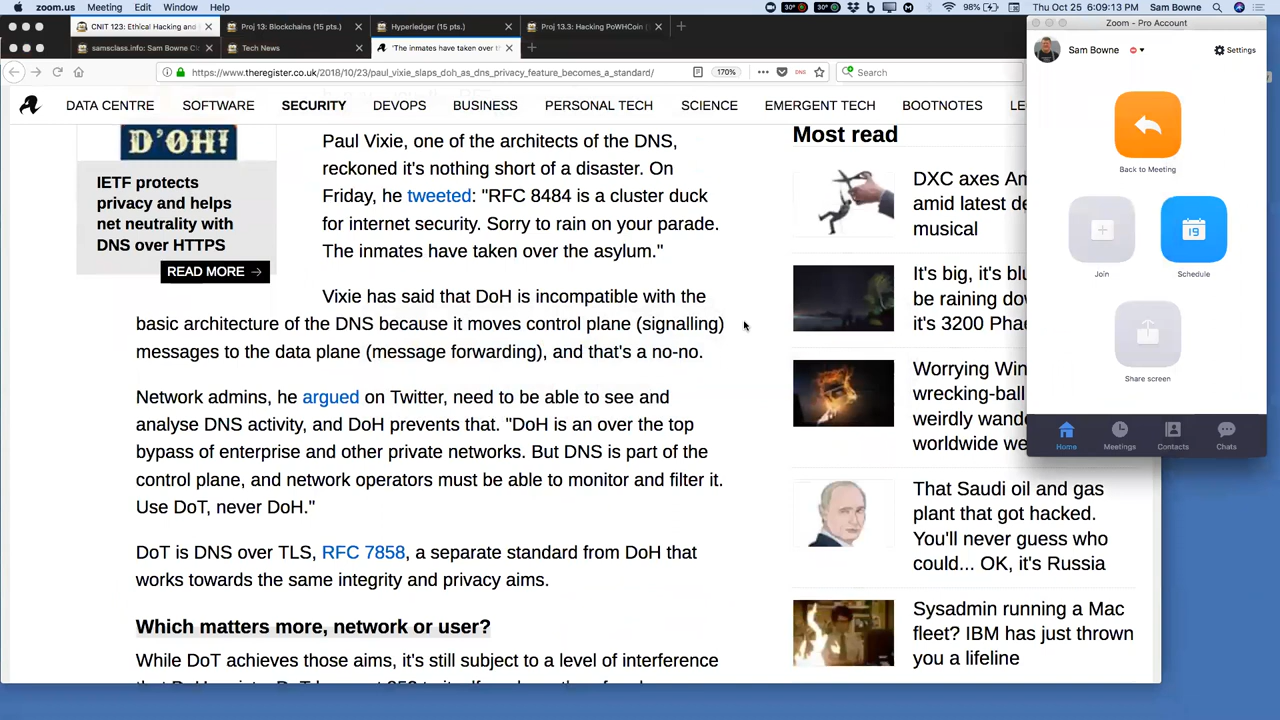 zoom.us Meeting Edit Window Help
30° 30° 98% Thu Oct 25 6:09:13 PM Sam Bowne
CNIT 123: Ethical Hacking and
Proj 13: Blockchains (15 pts.)
Hyperledger (15 pts.)
Proj 13.3: Hacking PoWHCoin
samsclass.info: Sam Bowne Cl
Tech News
'The inmates have taken over t
https://www.theregister.co.uk/2018/10/23/paul_vixie_slaps_doh_as_dns_privacy_feature_becomes_a_standard/
170%
DNS
Search
DATA CENTRE SOFTWARE SECURITY DEVOPS BUSINESS PERSONAL TECH SCIENCE EMERGENT TECH BOOTNOTES LE
D'OH!
IETF protects
privacy and helps
net neutrality with
DNS over HTTPS
READ MORE →
Paul Vixie, one of the architects of the DNS,
reckoned it's nothing short of a disaster. On
Friday, he tweeted: "RFC 8484 is a cluster duck
for internet security. Sorry to rain on your parade.
The inmates have taken over the asylum."
Vixie has said that DoH is incompatible with the
basic architecture of the DNS because it moves control plane (signalling)
messages to the data plane (message forwarding), and that's a no-no.
Network admins, he argued on Twitter, need to be able to see and
analyse DNS activity, and DoH prevents that. "DoH is an over the top
bypass of enterprise and other private networks. But DNS is part of the
control plane, and network operators must be able to monitor and filter it.
Use DoT, never DoH."
DoT is DNS over TLS, RFC 7858, a separate standard from DoH that
works towards the same integrity and privacy aims.
Which matters more, network or user?
While DoT achieves those aims, it's still subject to a level of interference
Most read
DXC axes Am
amid latest de
musical
It's big, it's blu
be raining dow
it's 3200 Phae
Worrying Win
wrecking-ball
weirdly wande
worldwide we
That Saudi oil and gas
plant that got hacked.
You'll never guess who
could... OK, it's Russia
Sysadmin running a Mac
fleet? IBM has just thrown
you a lifeline
Zoom - Pro Account
Sam Bowne
Settings
Back to Meeting
19
Join
Schedule
Share screen
Home Meetings Contacts Chats